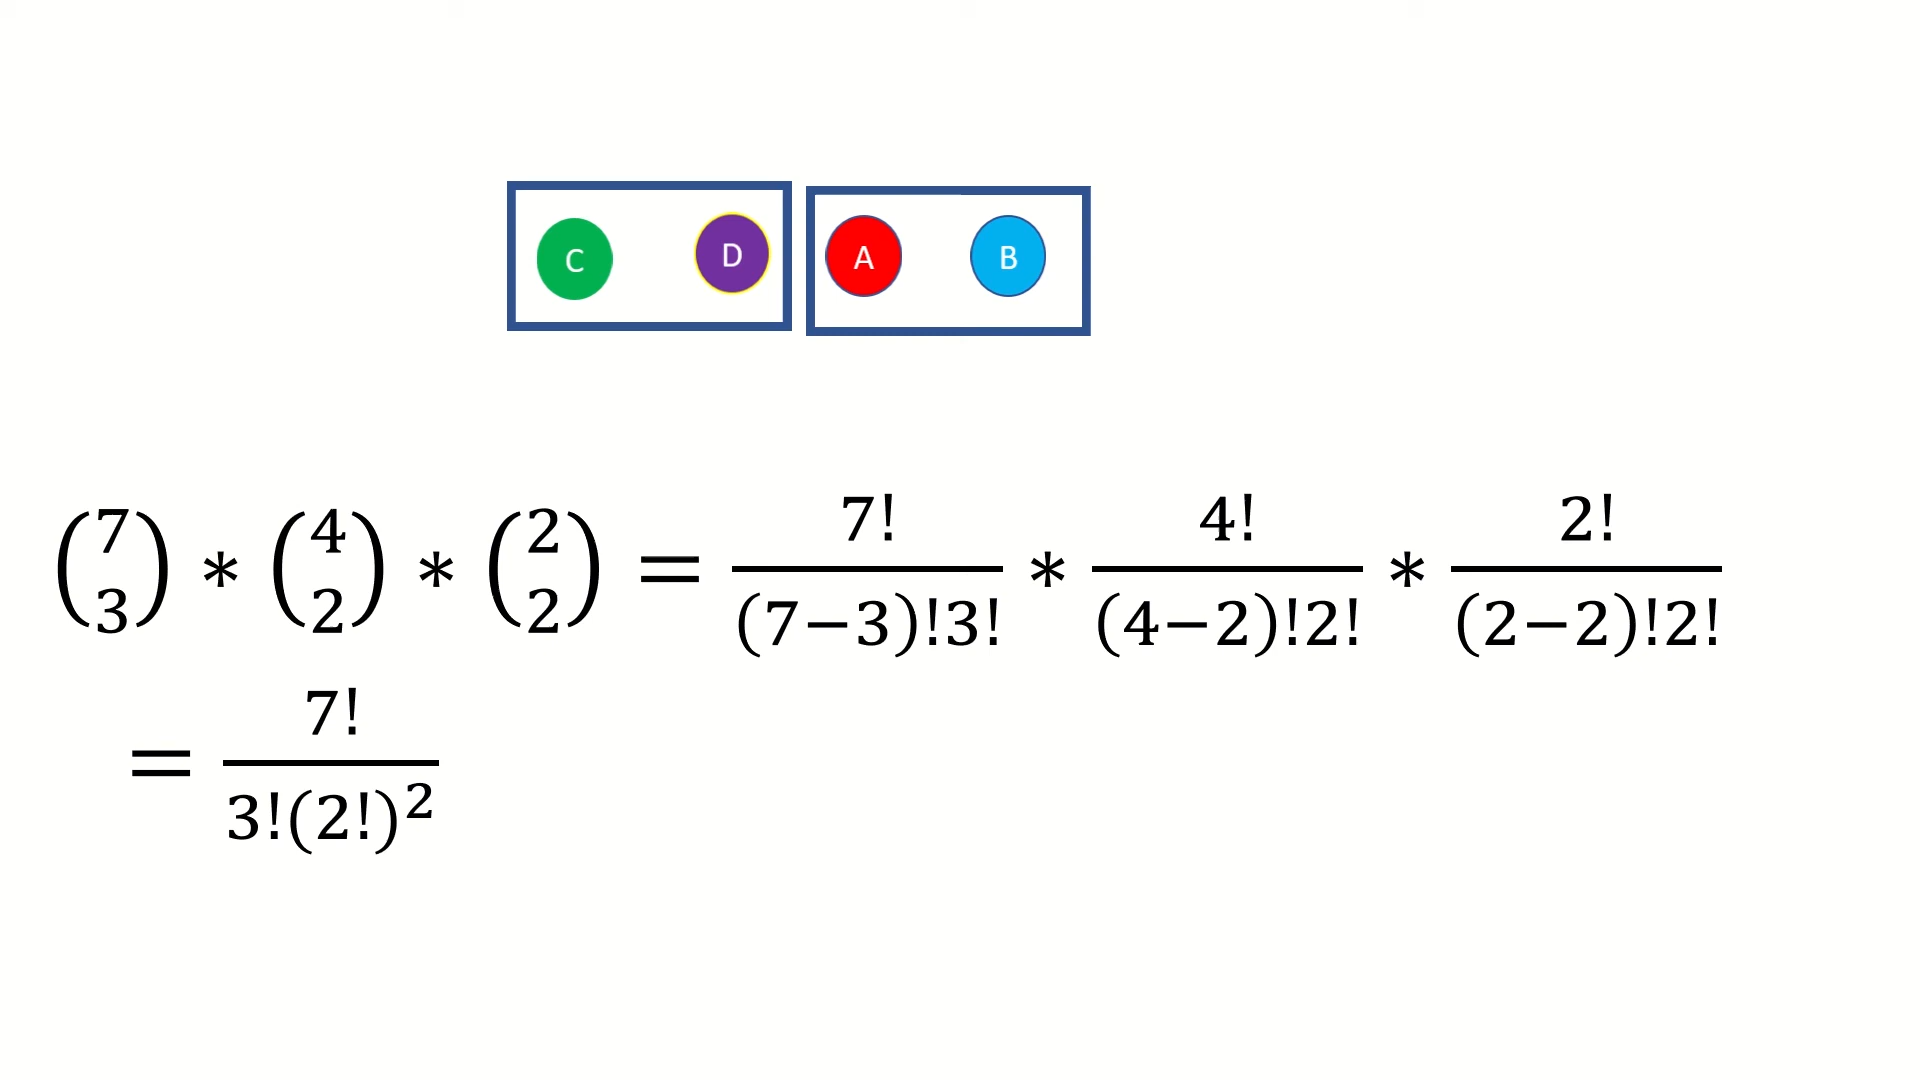 C D A B
(7 3) * (4 2) * (2 2) = 7!/((7−3)!3!) * 4!/((4−2)!2!) * 2!/((2−2)!2!)
= 7!/(3!(2!)²)